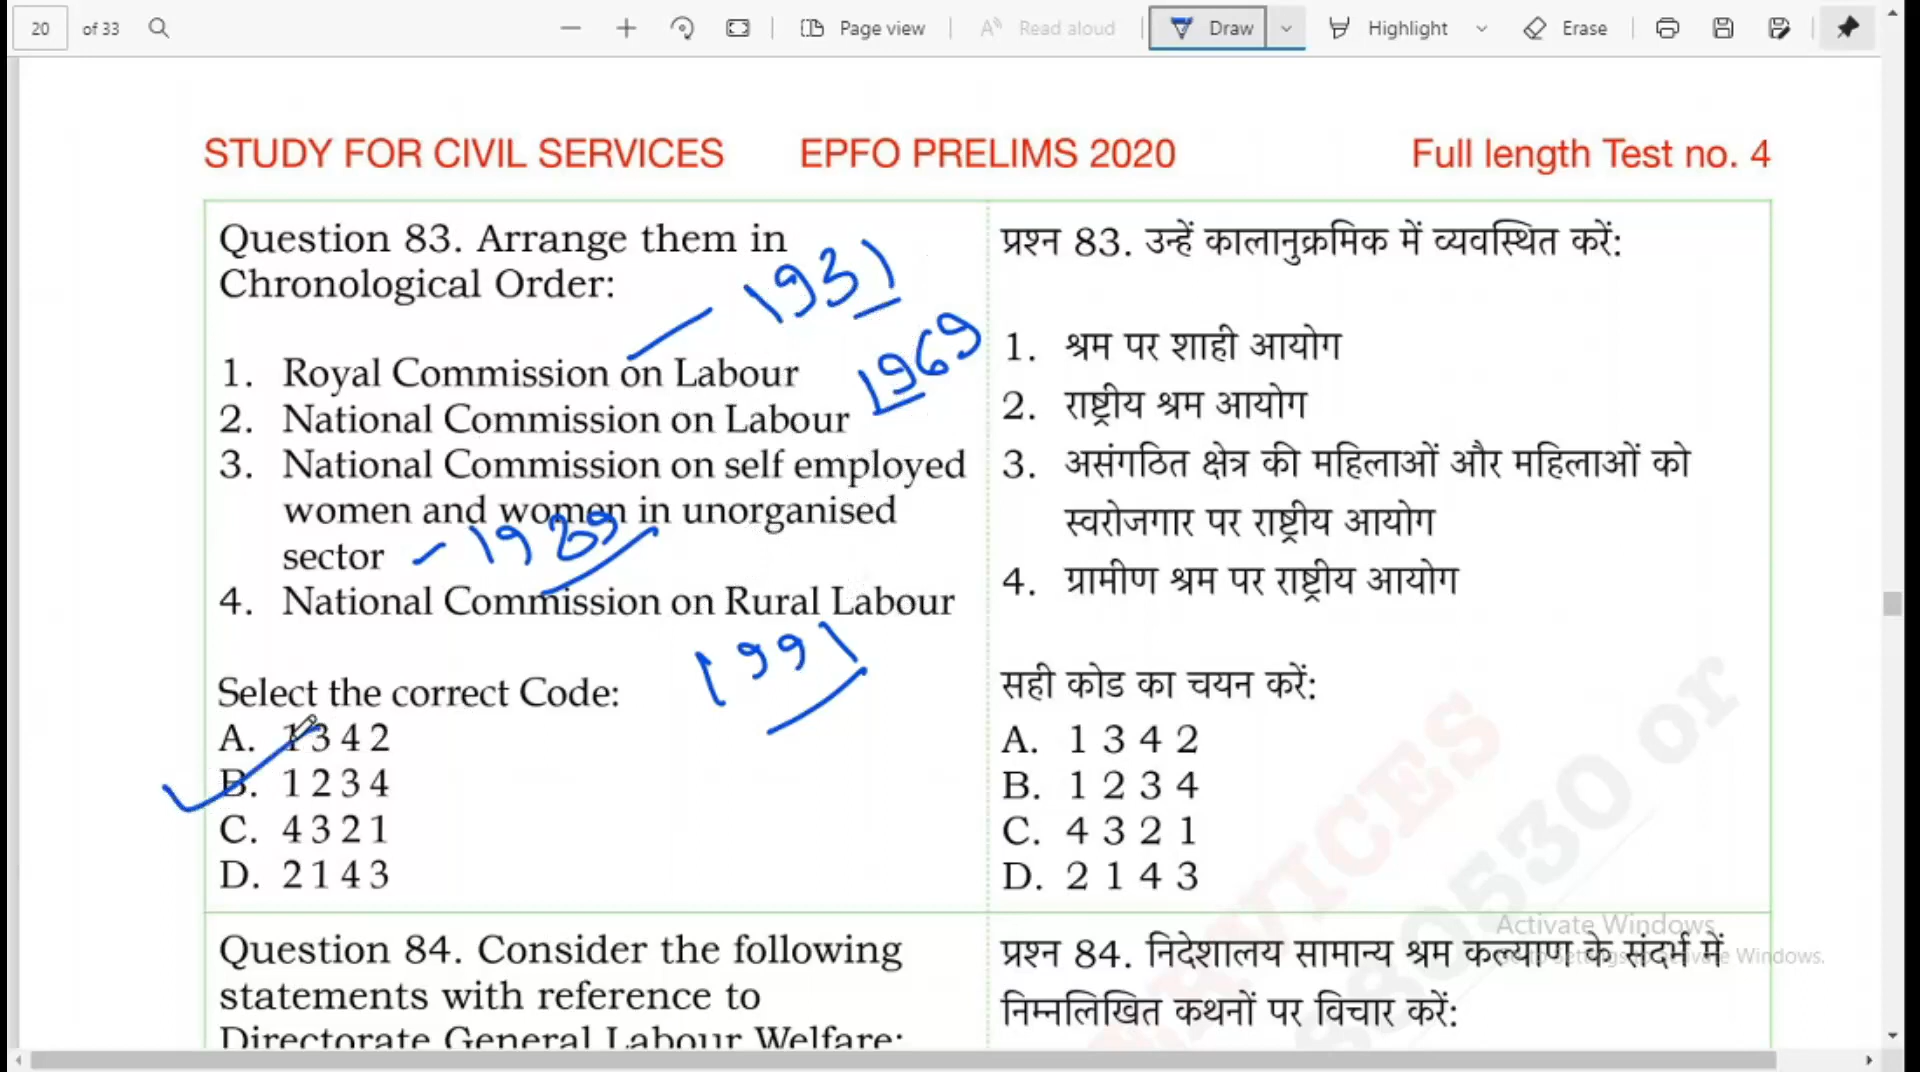 20 of 33 Page view Read aloud Draw Highlight Erase
STUDY FOR CIVIL SERVICES EPFO PRELIMS 2020 Full length Test no. 4
Question 83. Arrange them in
Chronological Order:
1931
1. Royal Commission on Labour
1969
2. National Commission on Labour
3. National Commission on self employed
women and women in unorganised
sector - 1989
4. National Commission on Rural Labour
1991
Select the correct Code:
A. 1 3 4 2
B. 1 2 3 4
C. 4 3 2 1
D. 2 1 4 3
Question 84. Consider the following
statements with reference to
Directorate General Labour Welfare:
प्रश्न 83. उन्हें कालानुक्रमिक में व्यवस्थित करें:
1. श्रम पर शाही आयोग
2. राष्ट्रीय श्रम आयोग
3. असंगठित क्षेत्र की महिलाओं और महिलाओं को
स्वरोजगार पर राष्ट्रीय आयोग
4. ग्रामीण श्रम पर राष्ट्रीय आयोग
सही कोड का चयन करें:
A. 1 3 4 2
B. 1 2 3 4
C. 4 3 2 1
D. 2 1 4 3
प्रश्न 84. निदेशालय सामान्य श्रम कल्याण के संदर्भ में
निम्नलिखित कथनों पर विचार करें:
Activate Windows
Go to Settings to activate Windows.